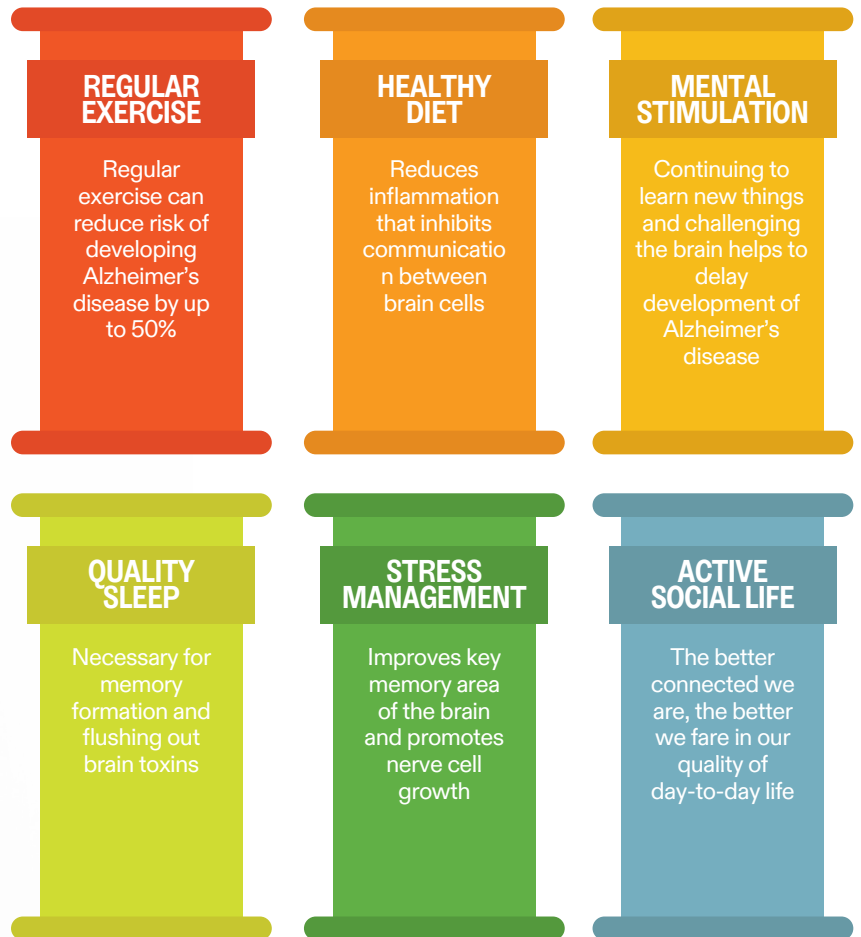 REGULAR
EXERCISE
Regular
exercise can
reduce risk of
developing
Alzheimer’s
disease by up
to 50%
HEALTHY
DIET
Reduces
inflammation
that inhibits
communicatio
n between
brain cells
MENTAL
STIMULATION
Continuing to
learn new things
and challenging
the brain helps to
delay
development of
Alzheimer’s
disease
QUALITY
SLEEP
Necessary for
memory
formation and
flushing out
brain toxins
STRESS
MANAGEMENT
Improves key
memory area
of the brain
and promotes
nerve cell
growth
ACTIVE
SOCIAL LIFE
The better
connected we
are, the better
we fare in our
quality of
day-to-day life